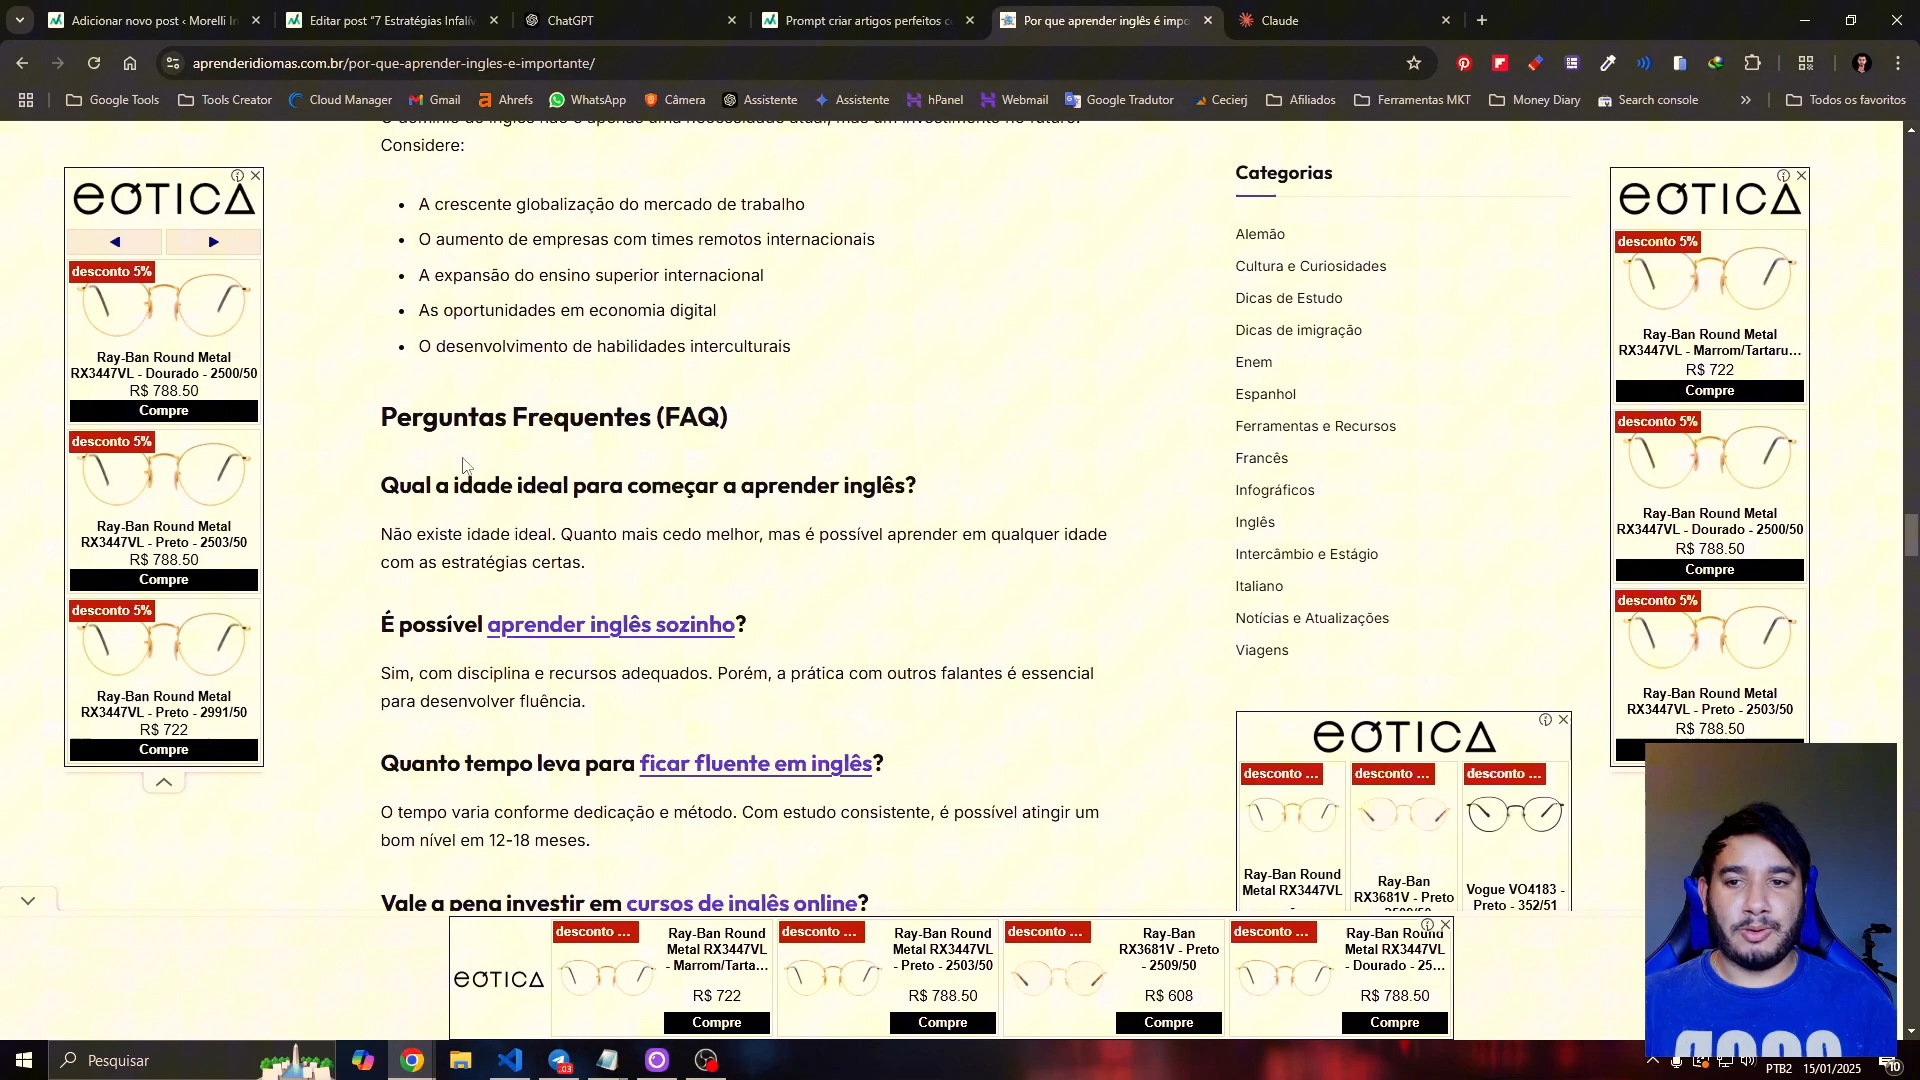 Adicionar novo post ‹ Morelli In
Editar post “7 Estratégias Infalív
ChatGPT
Prompt criar artigos perfeitos c
Por que aprender inglês é impo
Claude
aprenderidiomas.com.br/por-que-aprender-ingles-e-importante/
Google Tools
Tools Creator
Cloud Manager
Gmail
Ahrefs
WhatsApp
Câmera
Assistente
Assistente
hPanel
Webmail
Google Tradutor
Cecierj
Afiliados
Ferramentas MKT
Money Diary
Search console
»
Todos os favoritos
Considere:
• A crescente globalização do mercado de trabalho
• O aumento de empresas com times remotos internacionais
• A expansão do ensino superior internacional
• As oportunidades em economia digital
• O desenvolvimento de habilidades interculturais
Perguntas Frequentes (FAQ)
Qual a idade ideal para começar a aprender inglês?
Não existe idade ideal. Quanto mais cedo melhor, mas é possível aprender em qualquer idade
com as estratégias certas.
É possível aprender inglês sozinho?
Sim, com disciplina e recursos adequados. Porém, a prática com outros falantes é essencial
para desenvolver fluência.
Quanto tempo leva para ficar fluente em inglês?
O tempo varia conforme dedicação e método. Com estudo consistente, é possível atingir um
bom nível em 12-18 meses.
Vale a pena investir em cursos de inglês online?
Categorias
Alemão
Cultura e Curiosidades
Dicas de Estudo
Dicas de imigração
Enem
Espanhol
Ferramentas e Recursos
Francês
Infográficos
Inglês
Intercâmbio e Estágio
Italiano
Notícias e Atualizações
Viagens
eÓTICA
desconto 5%
Ray-Ban Round Metal
RX3447VL - Dourado - 2500/50
R$ 788.50
Compre
desconto 5%
Ray-Ban Round Metal
RX3447VL - Preto - 2503/50
R$ 788.50
Compre
desconto 5%
Ray-Ban Round Metal
RX3447VL - Preto - 2991/50
R$ 722
Compre
eÓTICA
desconto 5%
Ray-Ban Round Metal
RX3447VL - Marrom/Tartaru...
R$ 722
Compre
desconto 5%
Ray-Ban Round Metal
RX3447VL - Dourado - 2500/50
R$ 788.50
Compre
desconto 5%
Ray-Ban Round Metal
RX3447VL - Preto - 2503/50
R$ 788.50
eÓTICA
desconto ...
Ray-Ban Round
Metal RX3447VL
-
desconto ...
Ray-Ban
RX3681V - Preto
desconto ...
Vogue VO4183 -
Preto - 352/51
eÓTICA
desconto ...
Ray-Ban Round
Metal RX3447VL
- Marrom/Tarta...
R$ 722
Compre
desconto ...
Ray-Ban Round
Metal RX3447VL
- Preto - 2503/50
R$ 788.50
Compre
desconto ...
Ray-Ban
RX3681V - Preto
- 2509/50
R$ 608
Compre
desconto ...
Ray-Ban Round
Metal RX3447VL
- Dourado - 25...
R$ 788.50
Compre
Pesquisar
.03
PTB2
15/01/2025
10